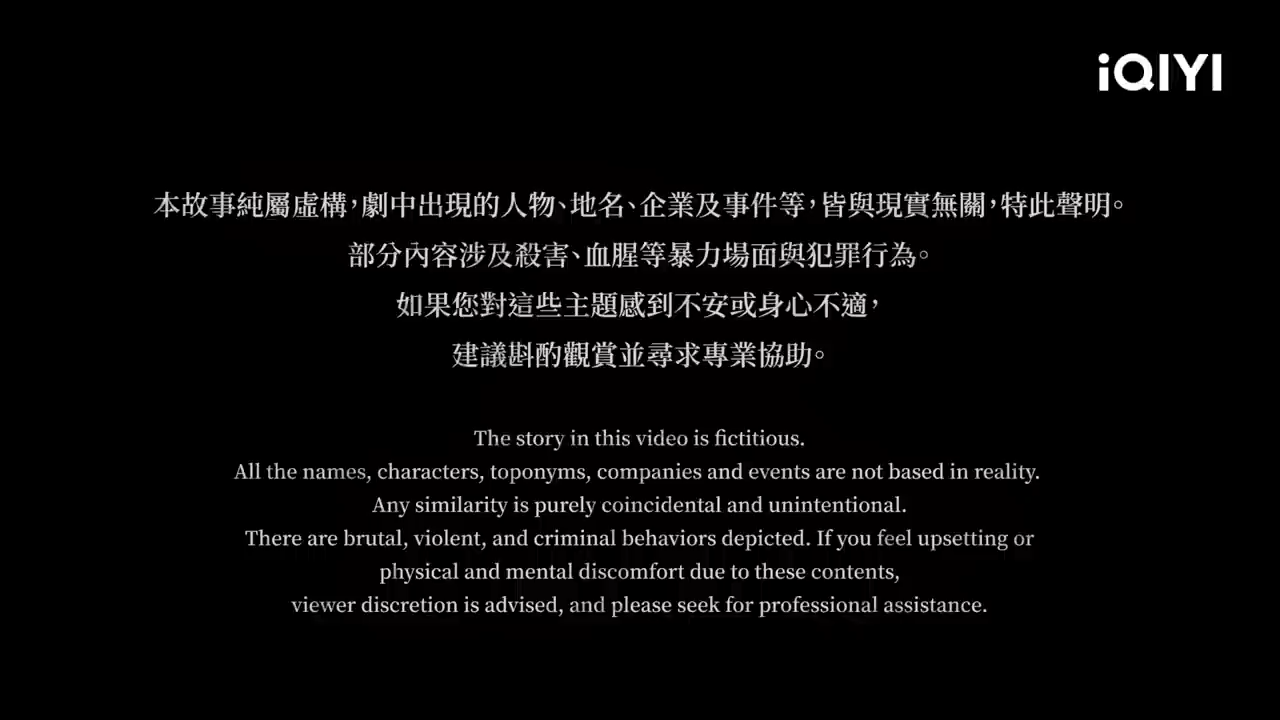 iQIYI
本故事純屬虛構,劇中出現的人物、地名、企業及事件等,皆與現實無關,特此聲明。
部分內容涉及殺害、血腥等暴力場面與犯罪行為。
如果您對這些主題感到不安或身心不適,
建議斟酌觀賞並尋求專業協助。
The story in this video is fictitious.
All the names, characters, toponyms, companies and events are not based in reality.
Any similarity is purely coincidental and unintentional.
There are brutal, violent, and criminal behaviors depicted. If you feel upsetting or
physical and mental discomfort due to these contents,
viewer discretion is advised, and please seek for professional assistance.